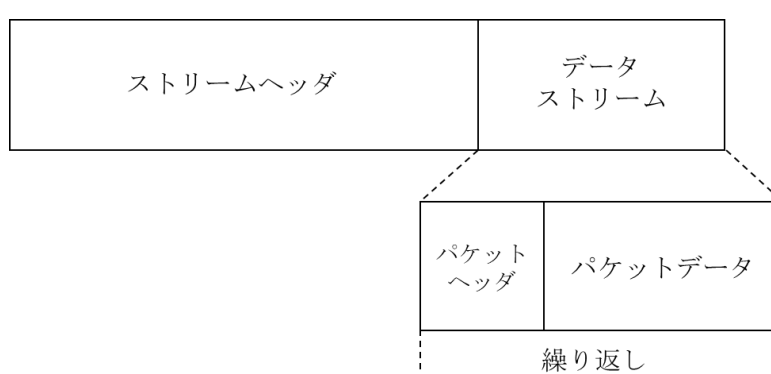 ストリームヘッダ
データ
ストリーム
パケット
ヘッダ
パケットデータ
繰り返し